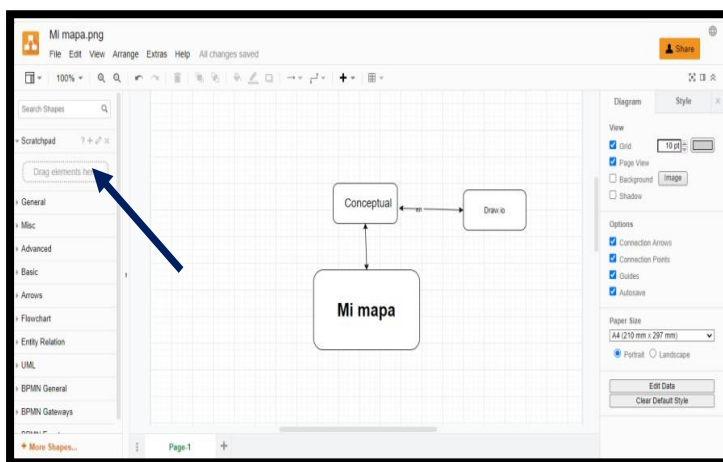 Mi mapa.png
File Edit View Arrange Extras Help All changes saved
Share
100%
Search Shapes
Scratchpad ? + ×
Drag elements he
General
Misc
Advanced
Basic
Arrows
Flowchart
Entity Relation
UML
BPMN General
BPMN Gateways
+ More Shapes...
Conceptual
en
Draw.io
Mi mapa
Page-1 +
Diagram Style ×
View
Grid 10 pt
Page View
Background Image
Shadow
Options
Connection Arrows
Connection Points
Guides
Autosave
Paper Size
A4 (210 mm x 297 mm)
Portrait Landscape
Edit Data
Clear Default Style